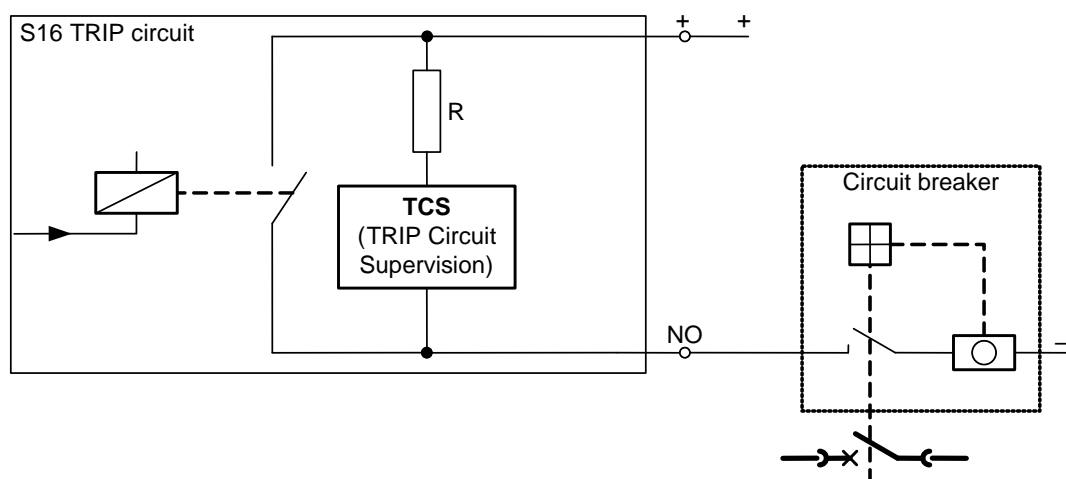 S16 TRIP circuit
+ +
R
TCS
(TRIP Circuit
Supervision)
Circuit breaker
NO
–